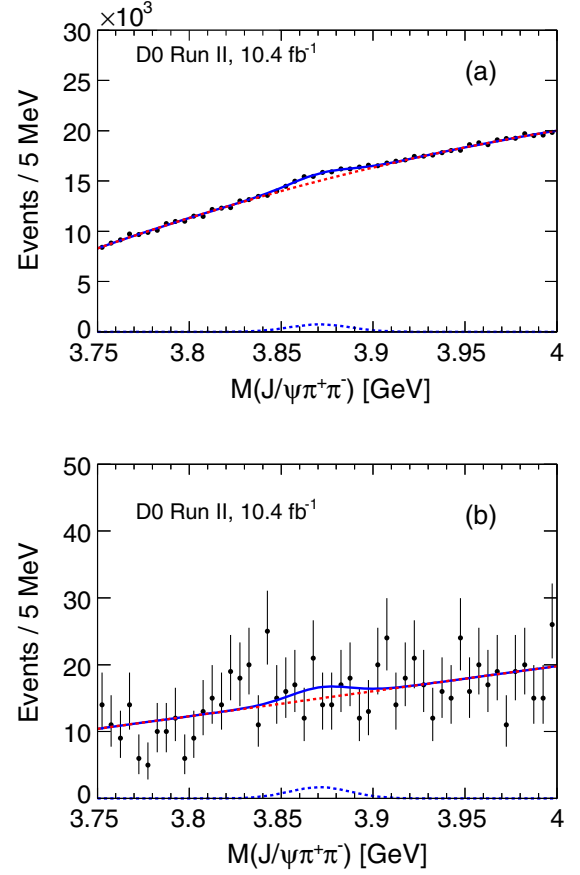 ×10³
30
25
20
15
10
5
0
Events / 5 MeV
D0 Run II, 10.4 fb⁻¹
(a)
3.75 3.8 3.85 3.9 3.95 4
M(J/ψπ⁺π⁻) [GeV]
50
40
30
20
10
0
Events / 5 MeV
D0 Run II, 10.4 fb⁻¹
(b)
3.75 3.8 3.85 3.9 3.95 4
M(J/ψπ⁺π⁻) [GeV]